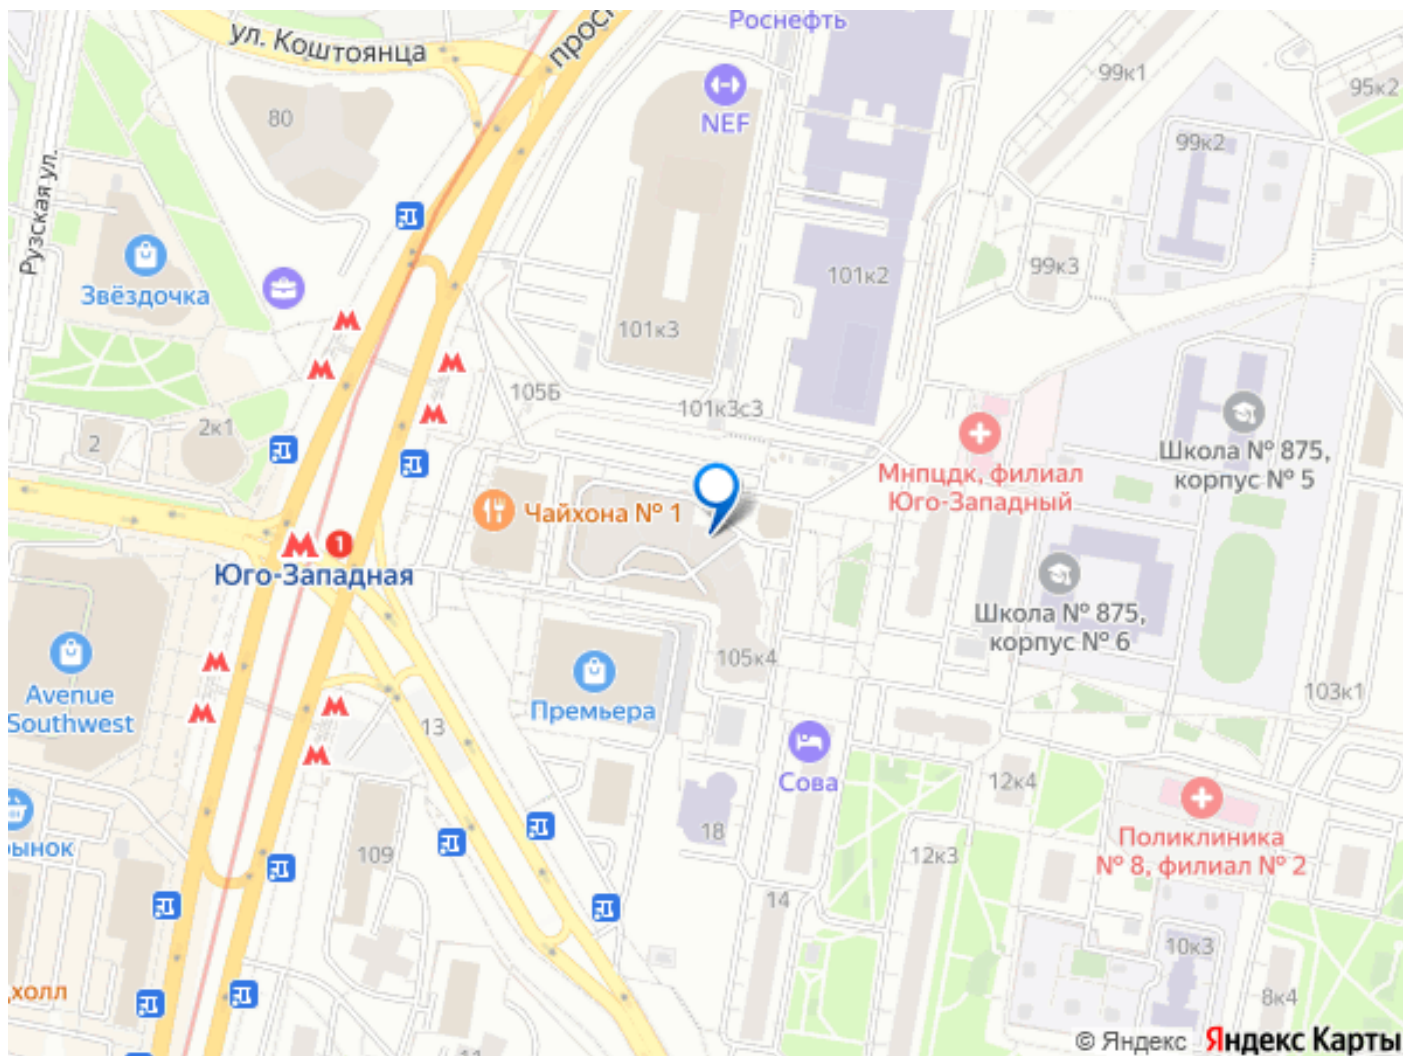 Роснефть
ул. Коштоянца
прос
99к1
95к2
80
NEF
99к2
Рузская ул.
99к3
101к2
Звёздочка
101к3
105Б
101к3с3
2к1
2
Школа № 875,
корпус № 5
Мнпцдк, филиал
Юго-Западный
Чайхона № 1
1
Юго-Западная
Школа № 875,
корпус № 6
105к4
103к1
Avenue
Southwest
Премьера
13
Сова
12к4
18
Поликлиника
№ 8, филиал № 2
ынок
109
12к3
14
10к3
холл
8к4
11
© Яндекс Яндекс Карты